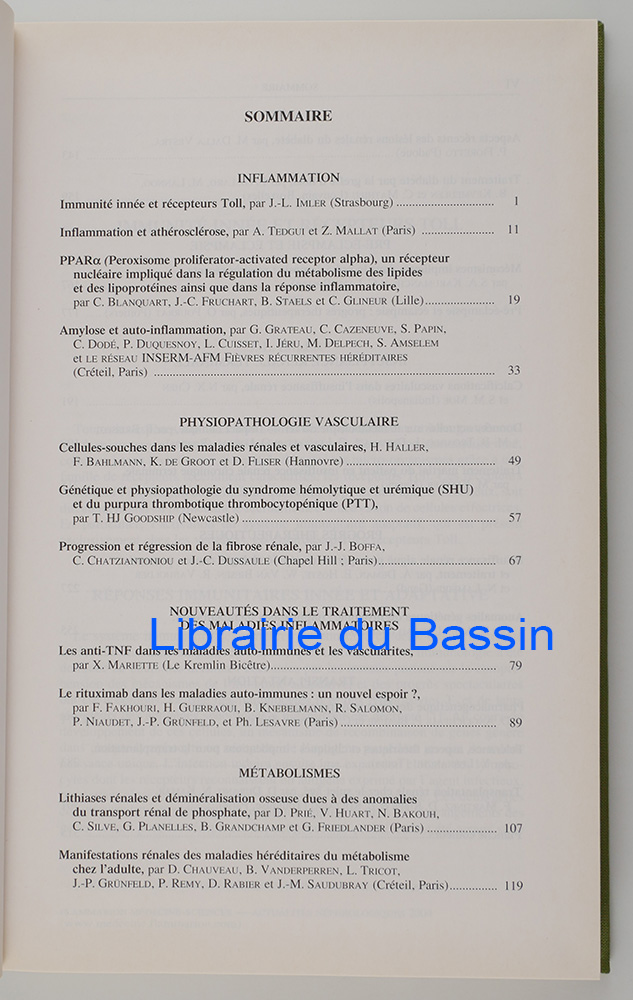 SOMMAIRE
INFLAMMATION
Immunité innée et récepteurs Toll, par J.-L. IMLER (Strasbourg) ................................ 1
Inflammation et athérosclérose, par A. TEDGUI et Z. MALLAT (Paris) ........................ 11
PPARα (Peroxisome proliferator-activated receptor alpha), un récepteur
nucléaire impliqué dans la régulation du métabolisme des lipides
et des lipoprotéines ainsi que dans la réponse inflammatoire,
par C. BLANQUART, J.-C. FRUCHART, B. STAELS et C. GLINEUR (Lille)....................... 19
Amylose et auto-inflammation, par G. GRATEAU, C. CAZENEUVE, S. PAPIN,
C. DODÉ, P. DUQUESNOY, L. CUISSET, I. JÉRU, M. DELPECH, S. AMSELEM
et LE RÉSEAU INSERM-AFM FIÈVRES RÉCURRENTES HÉRÉDITAIRES
(Créteil, Paris) ................................................................ 33
PHYSIOPATHOLOGIE VASCULAIRE
Cellules-souches dans les maladies rénales et vasculaires, H. HALLER,
F. BAHLMANN, K. DE GROOT et D. FLISER (Hannovre) ................................ 49
Génétique et physiopathologie du syndrome hémolytique et urémique (SHU)
et du purpura thrombotique thrombocytopénique (PTT),
par T. HJ GOODSHIP (Newcastle) ................................................ 57
Progression et régression de la fibrose rénale, par J.-J. BOFFA,
C. CHATZIANTONIOU et J.-C. DUSSAULE (Chapel Hill ; Paris)................................ 67
NOUVEAUTÉS DANS LE TRAITEMENT
DES MALADIES INFLAMMATOIRES
Librairie du Bassin
Les anti-TNF dans les maladies auto-immunes et les vascularites,
par X. MARIETTE (Le Kremlin Bicêtre)................................................ 79
Le rituximab dans les maladies auto-immunes : un nouvel espoir ?,
par F. FAKHOURI, H. GUERRAOUI, B. KNEBELMANN, R. SALOMON,
P. NIAUDET, J.-P. GRÜNFELD, et Ph. LESAVRE (Paris) ................................ 89
MÉTABOLISMES
Lithiases rénales et déminéralisation osseuse dues à des anomalies
du transport rénal de phosphate, par D. PRIÉ, V. HUART, N. BAKOUH,
C. SILVE, G. PLANELLES, B. GRANDCHAMP et G. FRIEDLANDER (Paris) ...................... 107
Manifestations rénales des maladies héréditaires du métabolisme
chez l'adulte, par D. CHAUVEAU, B. VANDERPERREN, L. TRICOT,
J.-P. GRÜNFELD, P. REMY, D. RABIER et J.-M. SAUDUBRAY (Créteil, Paris)............... 119